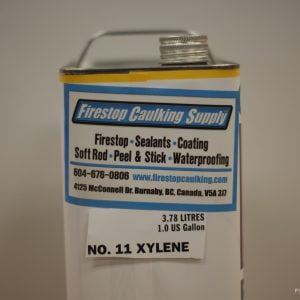 Firestop Caulking Supply
Firestop • Sealants • Coating
Soft Rod • Peel & Stick • Waterproofing
604-676-0806 www.firestopcaulking.com
4125 McConnell Dr, Burnaby, BC, Canada, V5A 3J7
3.78 LITRES
1.0 US Gallon
NO. 11 XYLENE